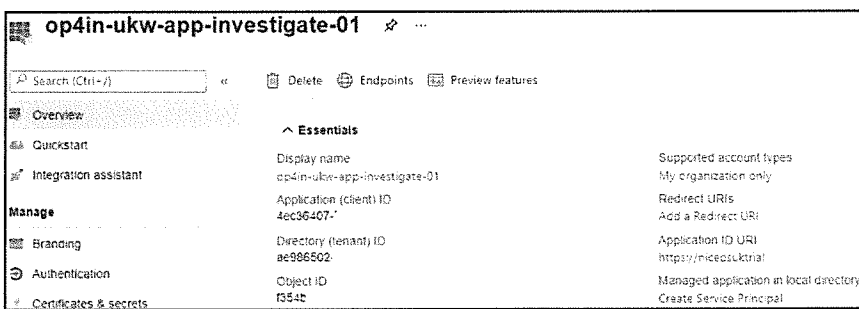 op4in-ukw-app-investigate-01
Search (Ctrl+/)
«
Delete
Endpoints
Preview features
Overview
Quickstart
Integration assistant
Manage
Branding
Authentication
Certificates & secrets
Essentials
Display name
op4in-ukw-app-investigate-01
Application (client) ID
4ec36407-
Directory (tenant) ID
ae986502-
Object ID
f354b
Supported account types
My organization only
Redirect URIs
Add a Redirect URI
Application ID URI
https://niceosuktrial
Managed application in local directory
Create Service Principal